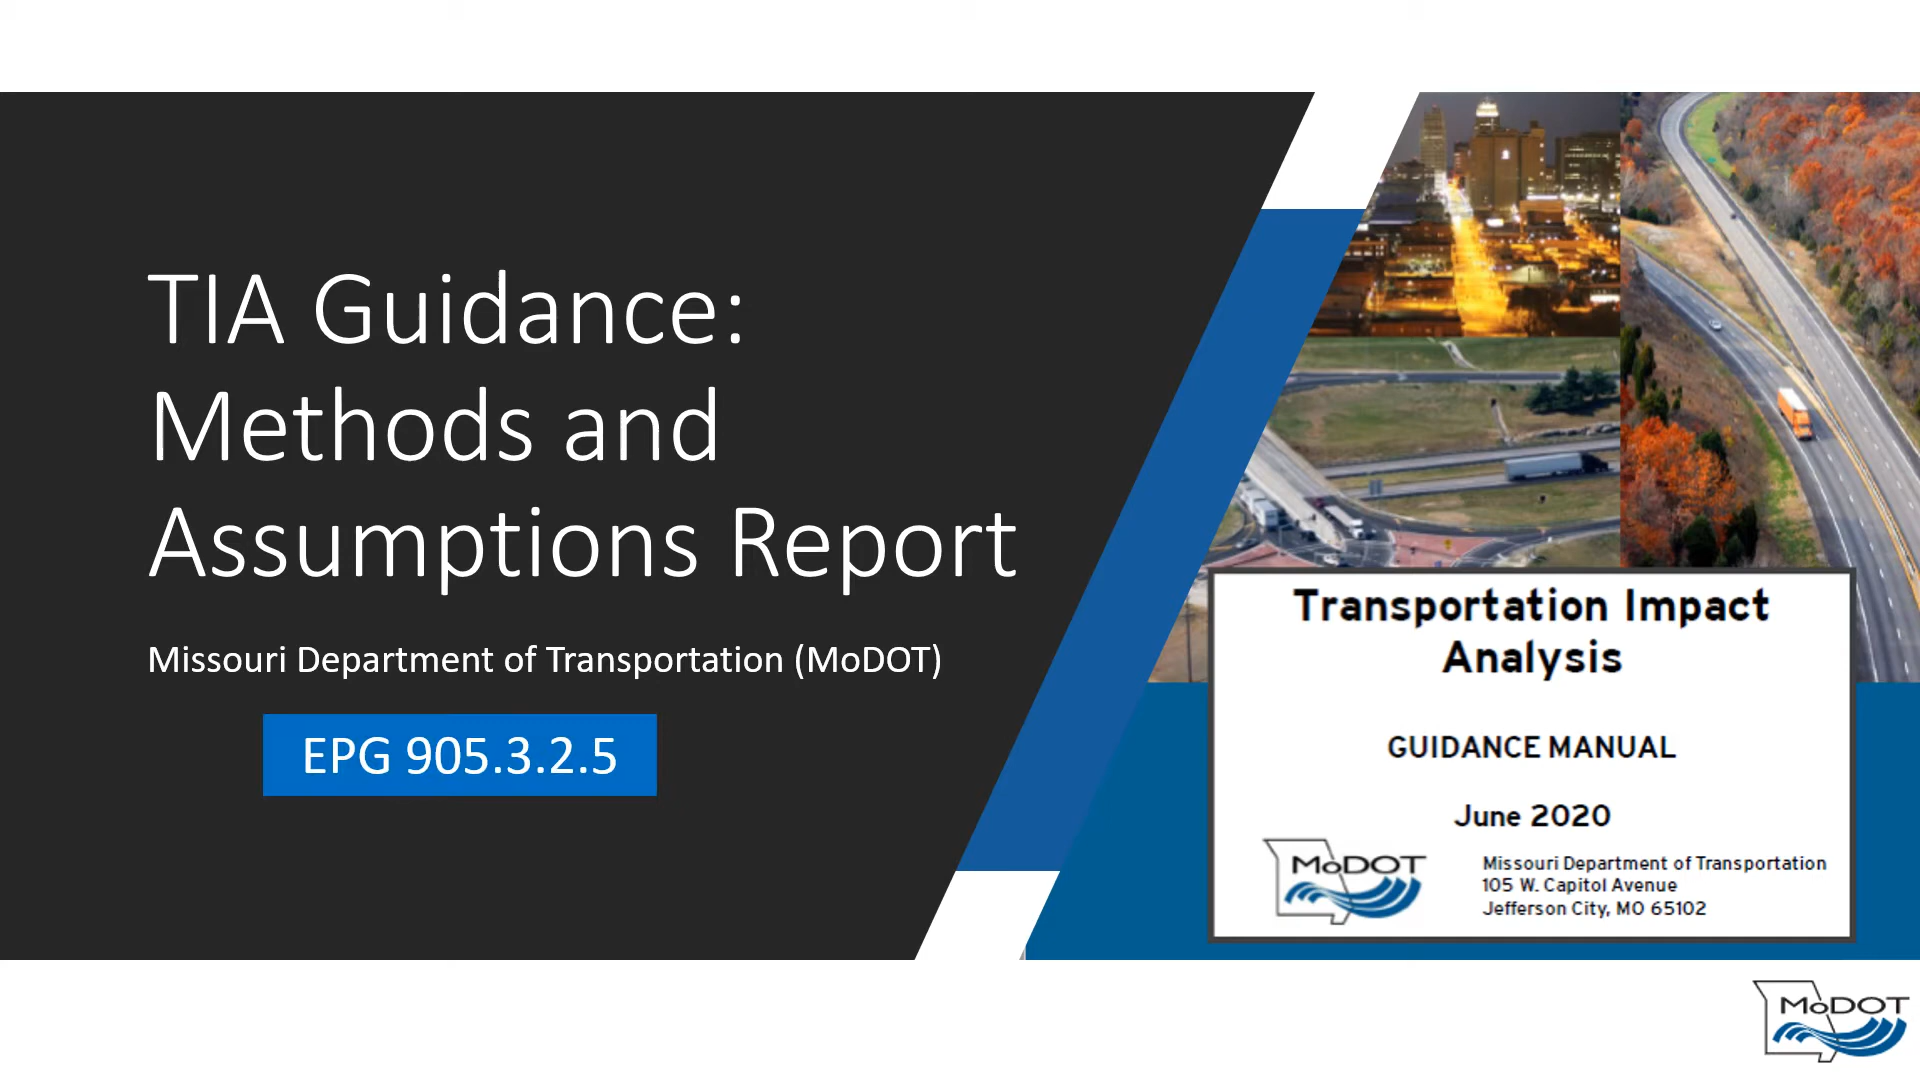 TIA Guidance:
Methods and
Assumptions Report
Missouri Department of Transportation (MoDOT)
EPG 905.3.2.5
Transportation Impact
Analysis
GUIDANCE MANUAL
June 2020
MoDOT
Missouri Department of Transportation
105 W. Capitol Avenue
Jefferson City, MO 65102
MoDOT